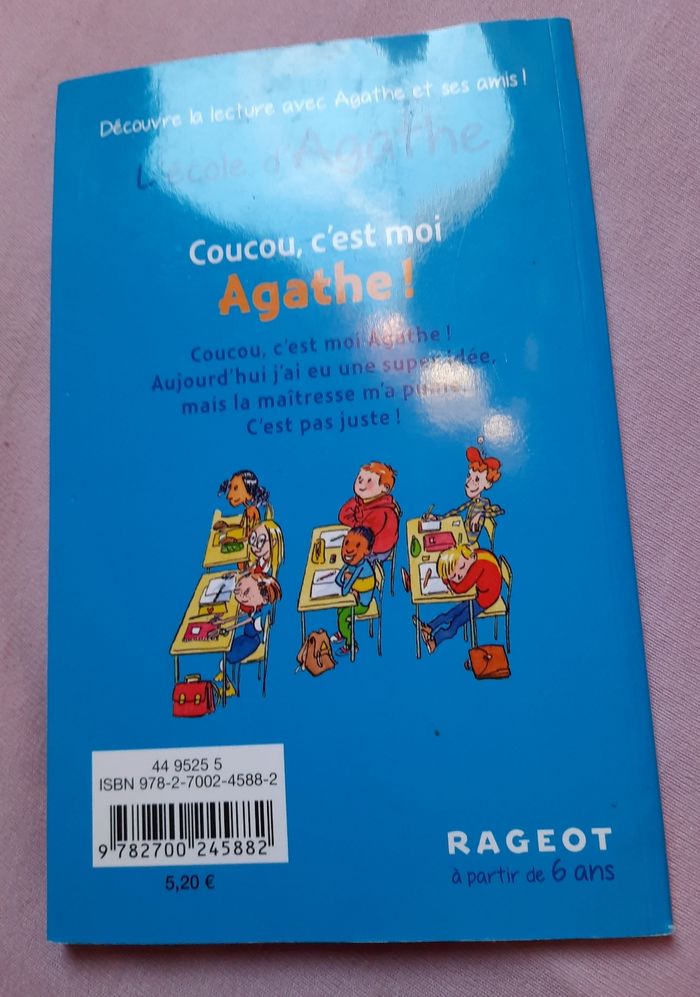 Découvre la lecture avec Agathe et ses amis !
L'école d'Agathe
Coucou, c'est moi
Agathe !
Coucou, c'est moi Agathe !
Aujourd'hui j'ai eu une super idée,
mais la maîtresse m'a punie.
C'est pas juste !
44 9525 5
ISBN 978-2-7002-4588-2
9 782700 245882
5,20 €
RAGEOT
à partir de 6 ans